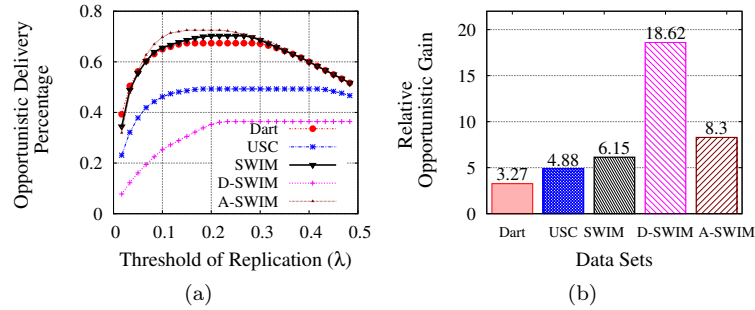 0.8
0.6
0.4
0.2
0
Opportunistic Delivery
Percentage
Dart
USC
SWIM
D-SWIM
A-SWIM
0 0.1 0.2 0.3 0.4 0.5
Threshold of Replication (λ)
(a)
20
15
10
5
0
Relative
Opportunistic Gain
3.27
4.88
6.15
18.62
8.3
Dart USC SWIM D-SWIM A-SWIM
Data Sets
(b)